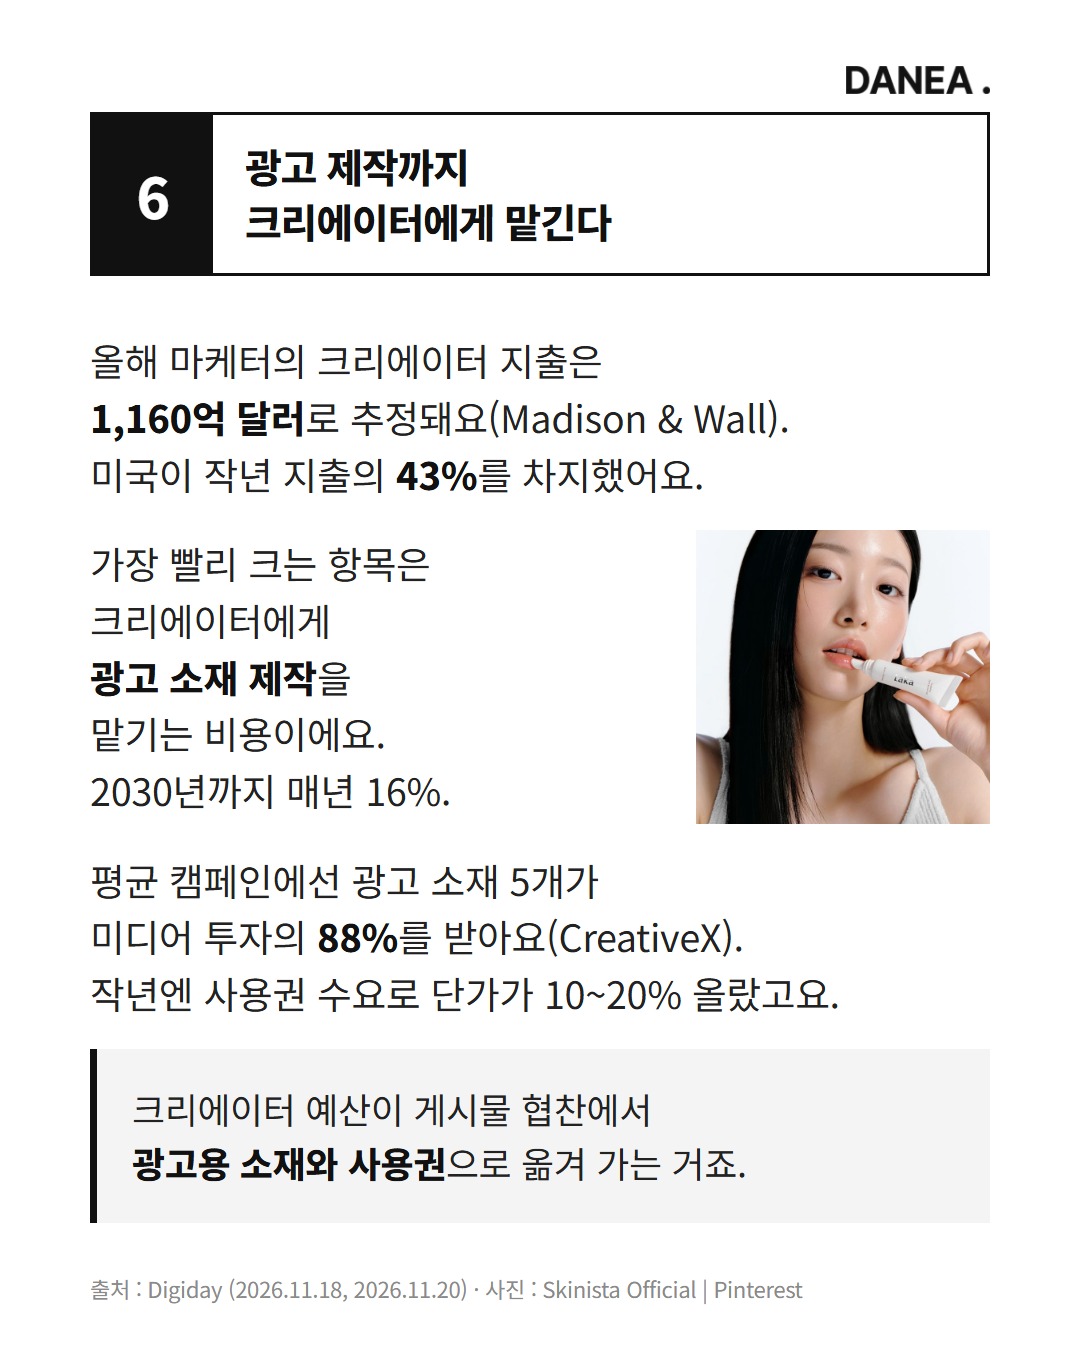 DANEA .
6
광고 제작까지
크리에이터에게 맡긴다
올해 마케터의 크리에이터 지출은
1,160억 달러로 추정돼요(Madison & Wall).
미국이 작년 지출의 43%를 차지했어요.
가장 빨리 크는 항목은
크리에이터에게
광고 소재 제작을
맡기는 비용이에요.
2030년까지 매년 16%.
laka
평균 캠페인에선 광고 소재 5개가
미디어 투자의 88%를 받아요(CreativeX).
작년엔 사용권 수요로 단가가 10~20% 올랐고요.
크리에이터 예산이 게시물 협찬에서
광고용 소재와 사용권으로 옮겨 가는 거죠.
출처 : Digiday (2026.11.18, 2026.11.20) · 사진 : Skinista Official | Pinterest